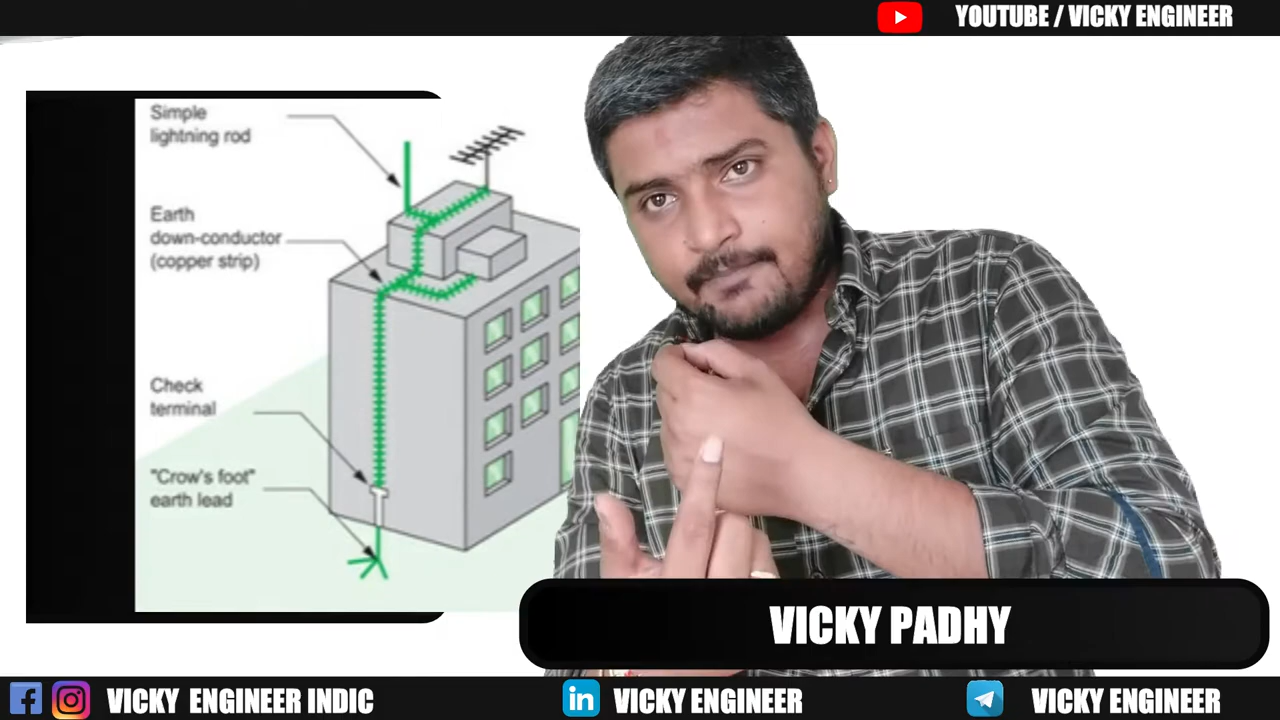 YOUTUBE / VICKY ENGINEER
Simple
lightning rod
Earth
down-conductor
(copper strip)
Check
terminal
"Crow's foot"
earth lead
VICKY PADHY
VICKY ENGINEER INDIC
VICKY ENGINEER
VICKY ENGINEER